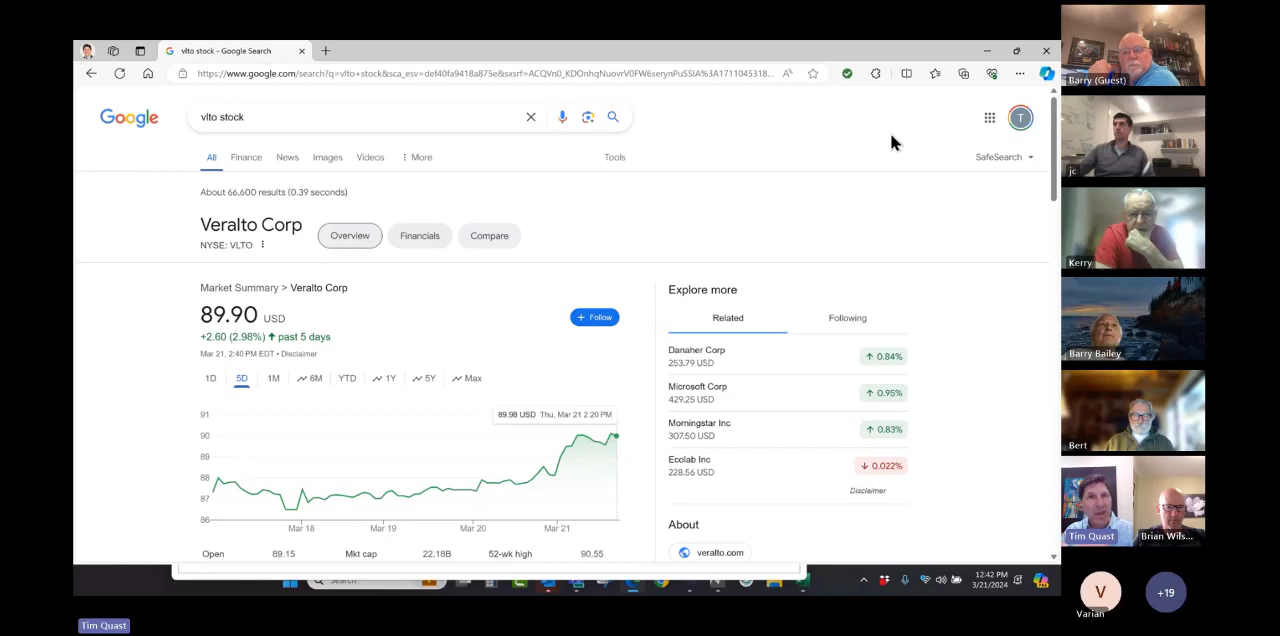 vlto stock - Google Search
https://www.google.com/search?q=vlto+stock&sca_esv=def40fa9418a875e&sxsrf=ACQVn0_KDOnhqNuovrV0FW6serynPuSSIA%3A1711045318...
Google
vlto stock
T
All Finance News Images Videos More Tools SafeSearch
About 66,600 results (0.39 seconds)
Veralto Corp
NYSE: VLTO
Overview Financials Compare
Market Summary > Veralto Corp
89.90 USD
+2.60 (2.98%) ↑ past 5 days
Mar 21, 2:40 PM EDT • Disclaimer
+ Follow
1D 5D 1M 6M YTD 1Y 5Y Max
89.98 USD Thu, Mar 21 2:20 PM
91
90
89
88
87
86
Mar 18 Mar 19 Mar 20 Mar 21
Open 89.15 Mkt cap 22.18B 52-wk high 90.55
Explore more
Related Following
Danaher Corp
253.79 USD
↑ 0.84%
Microsoft Corp
429.25 USD
↑ 0.95%
Morningstar Inc
307.50 USD
↑ 0.83%
Ecolab Inc
228.56 USD
↓ 0.022%
Disclaimer
About
veralto.com
Search
12:42 PM
3/21/2024
Barry (Guest)
jc
Kerry
Barry Bailey
Bert
Tim Quast
Brian Wils...
V
Varian
+19
Tim Quast